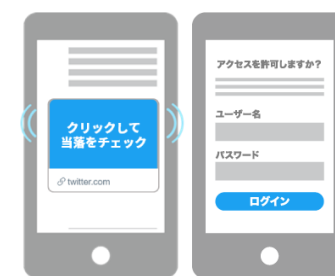 クリックして
当落をチェック
twitter.com
アクセスを許可しますか？
ユーザー名
パスワード
ログイン